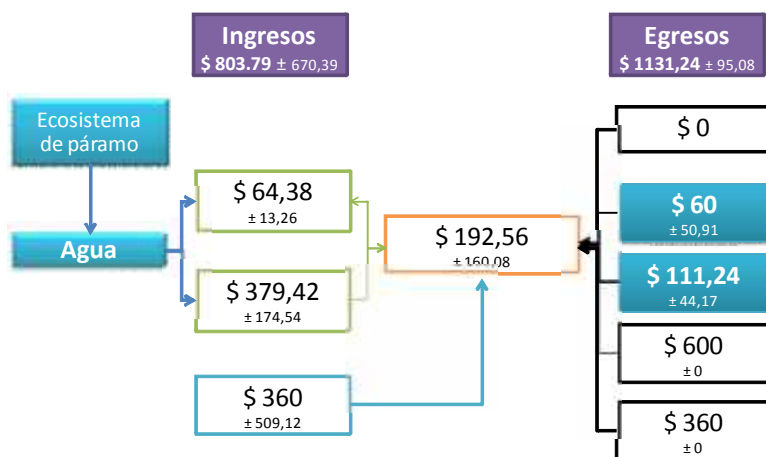 Ingresos
$ 803.79 ± 670,39
Egresos
$ 1131,24 ± 95,08
Ecosistema
de páramo
Agua
$ 64,38
± 13,26
$ 379,42
± 174,54
$ 360
± 509,12
$ 192,56
± 160,08
$ 0
$ 60
± 50,91
$ 111,24
± 44,17
$ 600
± 0
$ 360
± 0